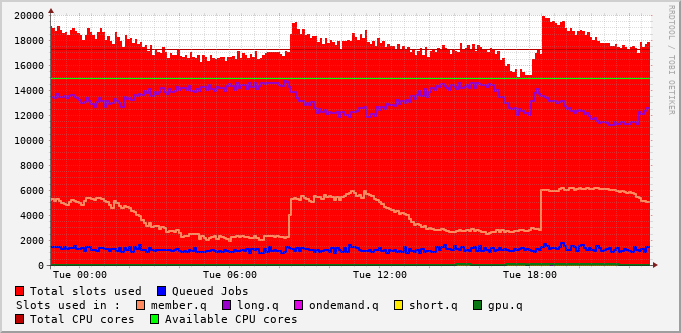 20000
18000
16000
14000
12000
10000
8000
6000
4000
2000
0
Tue 00:00 Tue 06:00 Tue 12:00 Tue 18:00
RRDTOOL / TOBI OETIKER
Total slots used Queued Jobs
Slots used in : member.q long.q ondemand.q short.q gpu.q
Total CPU cores Available CPU cores